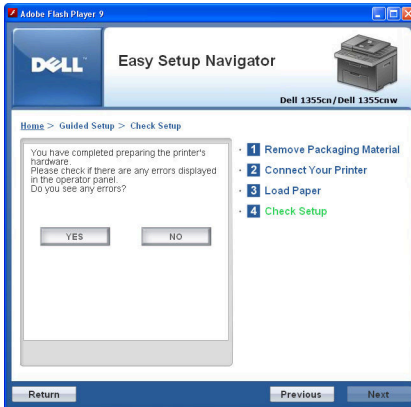 Adobe Flash Player 9
DELL
Easy Setup Navigator
Dell 1355cn/Dell 1355cnw
Home > Guided Setup > Check Setup
You have completed preparing the printer's
hardware.
Please check if there are any errors displayed
in the operator panel.
Do you see any errors?
YES
NO
1 Remove Packaging Material
2 Connect Your Printer
3 Load Paper
4 Check Setup
Return
Previous
Next